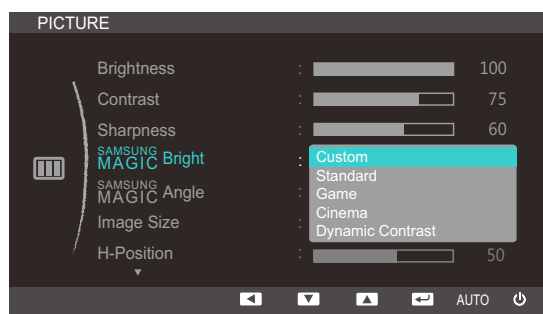 PICTURE
Brightness : 100
Contrast : 75
Sharpness : 60
SAMSUNG MAGIC Bright : Custom
Standard
SAMSUNG MAGIC Angle : Game
Cinema
Image Size : Dynamic Contrast
H-Position : 50
AUTO